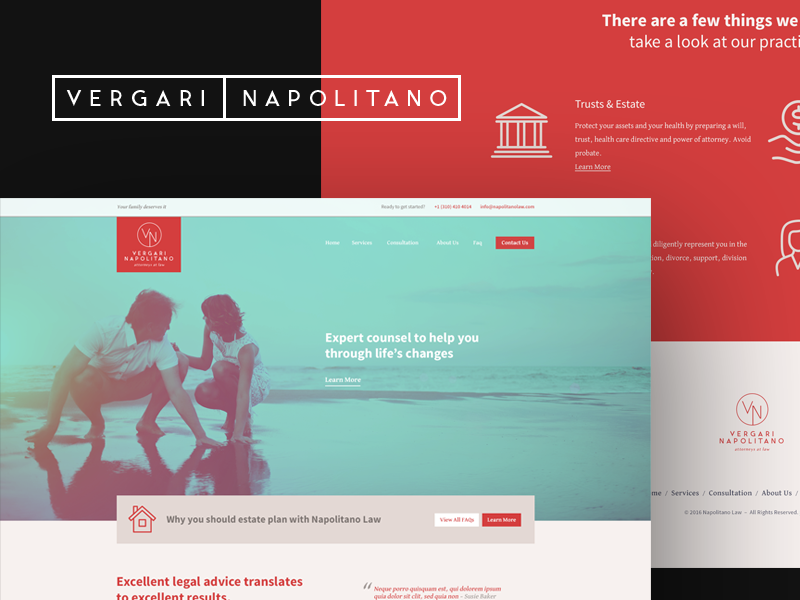 There are a few things we
take a look at our practi
VERGARI NAPOLITANO
Trusts & Estate
Protect your assets and your health by preparing a will,
trust, health care directive and power of attorney. Avoid
probate.
Learn More
diligently represent you in the
ion, divorce, support, division
Your family deserves it
Ready to get started?
info@napolitanolaw.com
VN
VERGARI
NAPOLITANO
attorneys at law
Home Services Consultation About Us Faq Contact Us
Expert counsel to help you
through life's changes
Learn More
VN
VERGARI
NAPOLITANO
attorneys at law
me / Services / Consultation / About Us /
© 2016 Napolitano Law – All Rights Reserved.
Why you should estate plan with Napolitano Law
View All FAQs Learn More
Excellent legal advice translates
to excellent results.
“ Neque porro quisquam est, qui dolorem ipsum
quia dolor sit clit, sed quia non – Susie Baker